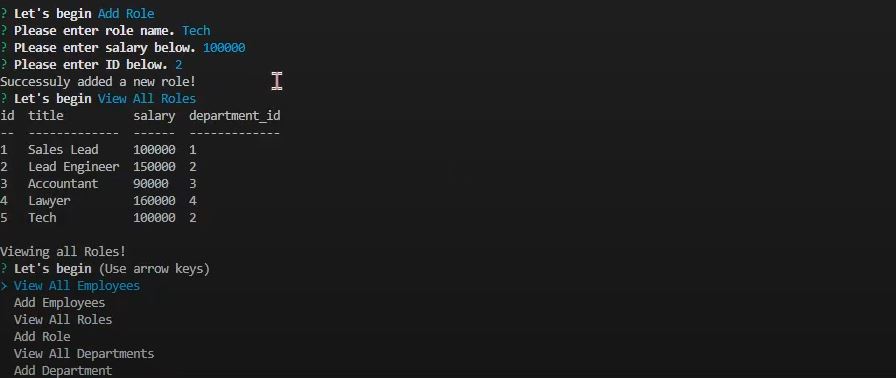 ? Let's begin Add Role
? Please enter role name. Tech
? PLease enter salary below. 100000
? Please enter ID below. 2
Successuly added a new role!
? Let's begin View All Roles
id  title          salary  department_id
--  -------------  ------  -------------
1   Sales Lead     100000  1
2   Lead Engineer  150000  2
3   Accountant     90000   3
4   Lawyer         160000  4
5   Tech           100000  2
Viewing all Roles!
? Let's begin (Use arrow keys)
> View All Employees
  Add Employees
  View All Roles
  Add Role
  View All Departments
  Add Department